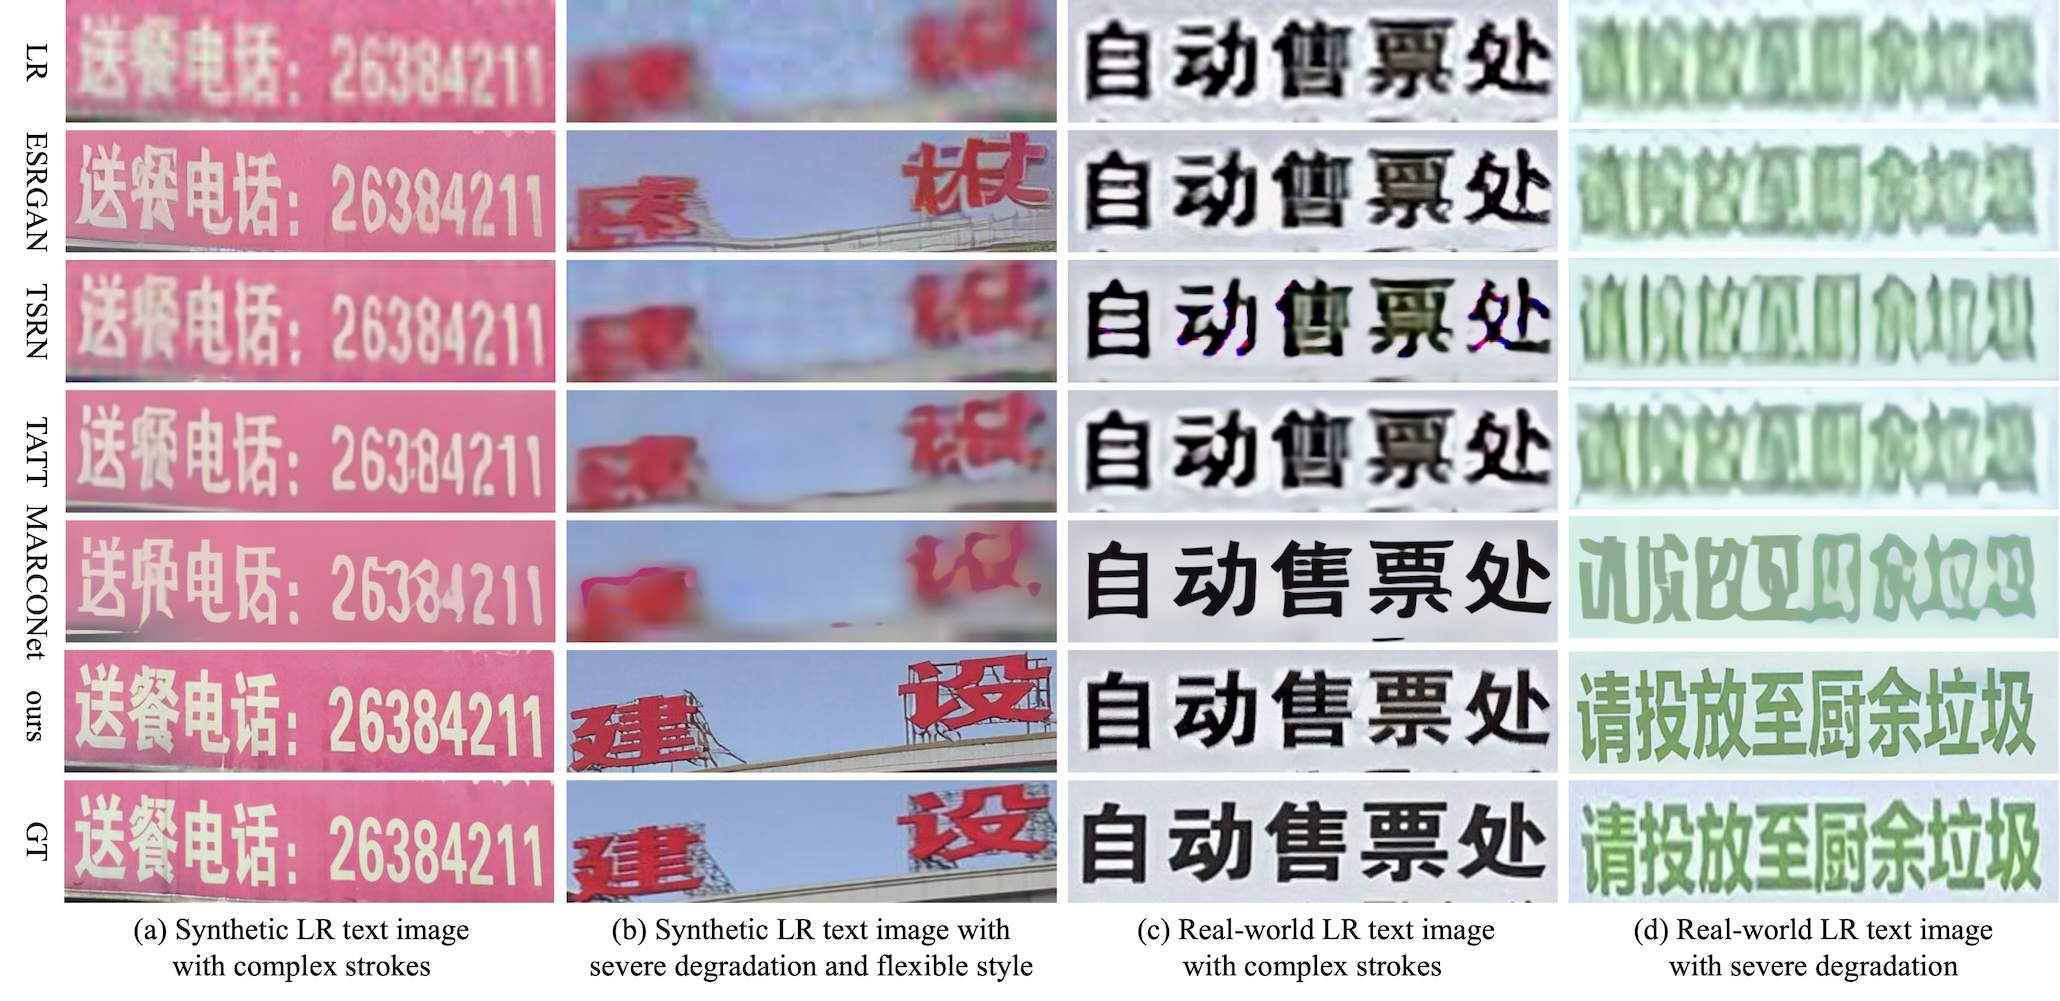 LR
送餐电话: 26384211
自动售票处
ESRGAN
送餐电话: 26384211
自动售票处
TSRN
送餐电话: 26384211
自动售票处
TATT
送餐电话: 26384211
自动售票处
MARCONet
电话: 26384211
自动售票处
ours
送餐电话: 26384211
建 设
自动售票处
请投放至厨余垃圾
GT
送餐电话: 26384211
建 设
自动售票处
请投放至厨余垃圾
(a) Synthetic LR text image
with complex strokes
(b) Synthetic LR text image with
severe degradation and flexible style
(c) Real-world LR text image
with complex strokes
(d) Real-world LR text image
with severe degradation